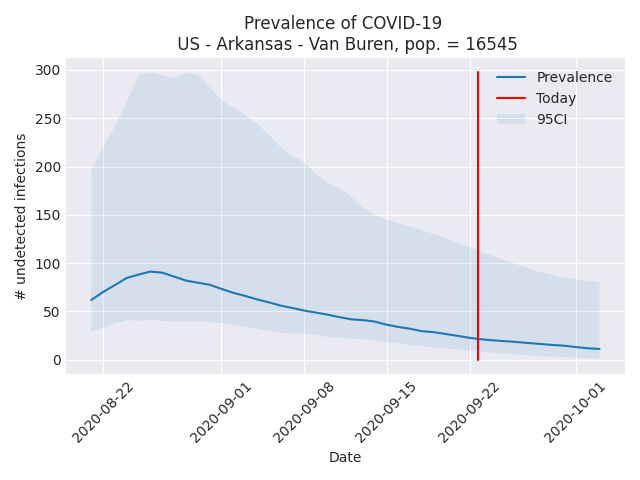 Prevalence of COVID-19
US - Arkansas - Van Buren, pop. = 16545
300
250
200
150
100
50
0
# undetected infections
Prevalence
Today
95CI
2020-08-22
2020-09-01
2020-09-08
2020-09-15
2020-09-22
2020-10-01
Date